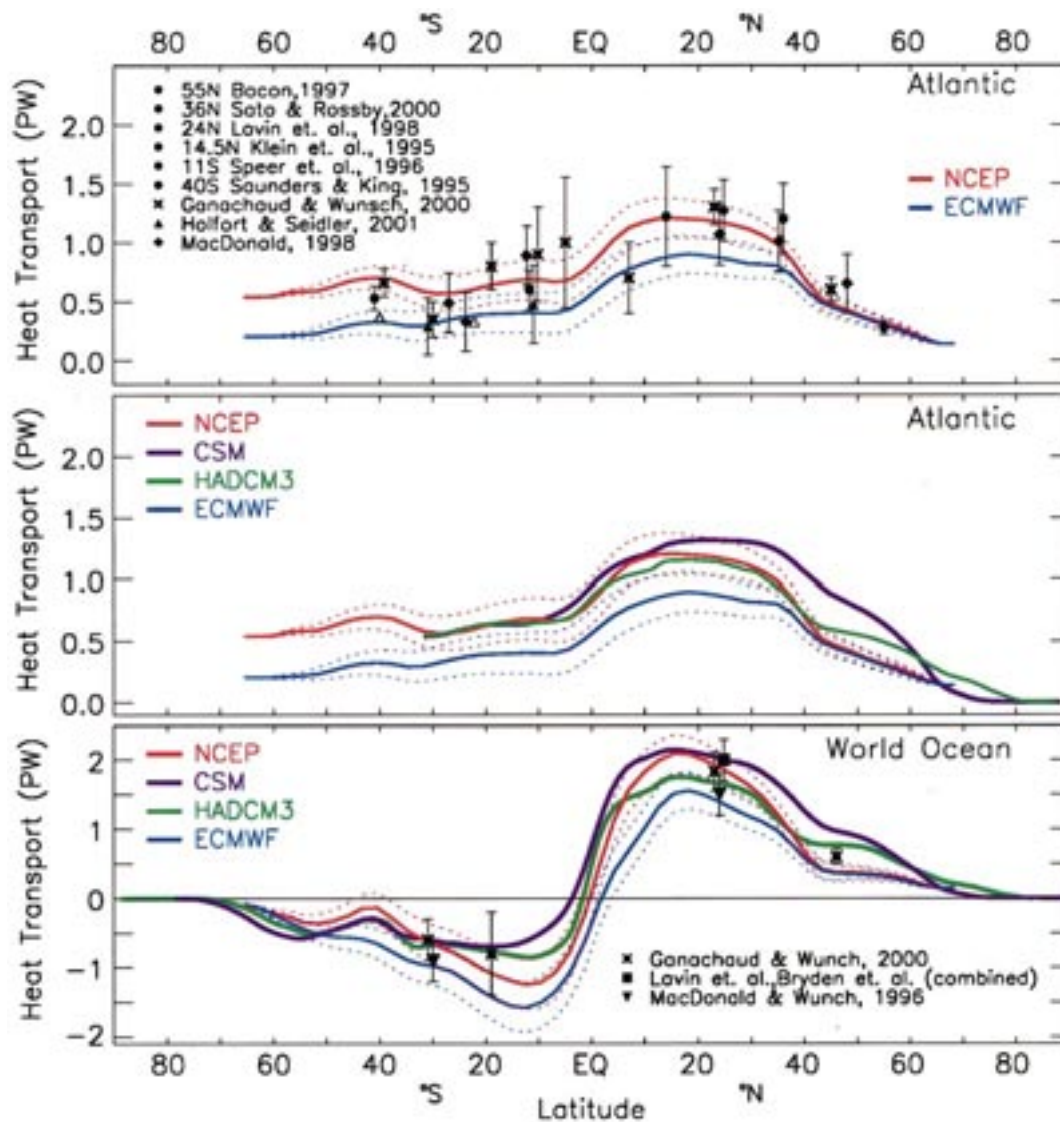 °S °N
80 60 40 20 EQ 20 40 60 80
Atlantic
Heat Transport (PW)
2.0
1.5
1.0
0.5
0.0
55N Bacon,1997
36N Sato & Rossby,2000
24N Lavin et. al., 1998
14.5N Klein et. al., 1995
11S Speer et. al., 1996
40S Saunders & King, 1995
Ganachaud & Wunsch, 2000
Holfort & Seidler, 2001
MacDonald, 1998
NCEP
ECMWF
Atlantic
Heat Transport (PW)
2.0
1.5
1.0
0.5
0.0
NCEP
CSM
HADCM3
ECMWF
World Ocean
Heat Transport (PW)
2
1
0
-1
-2
NCEP
CSM
HADCM3
ECMWF
Ganachaud & Wunch, 2000
Lavin et. al,Bryden et. al. (combined)
MacDonald & Wunch, 1996
80 60 40 20 EQ 20 40 60 80
°S °N
Latitude